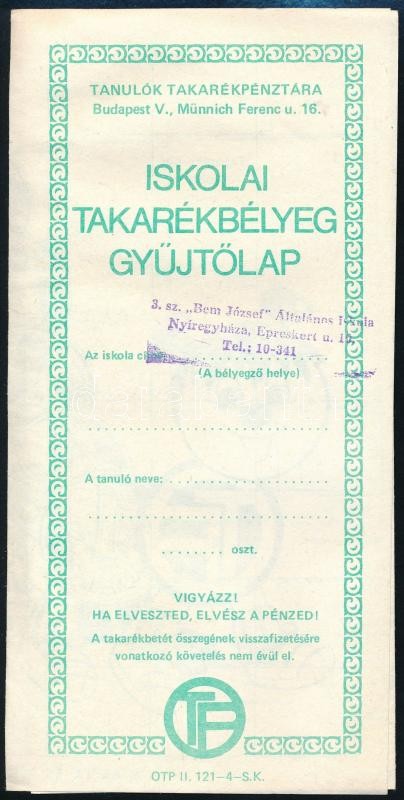 TANULÓK TAKARÉKPÉNZTÁRA
Budapest V., Münnich Ferenc u. 16.
ISKOLAI
TAKARÉKBÉLYEG
GYŰJTŐLAP
3. sz. „Bem József” Általános Iskola
Nyíregyháza, Epreskert u. 10.
Tel.: 10-341
Az iskola címe:
(A bélyegző helye)
A tanuló neve:
oszt.
VIGYÁZZ!
HA ELVESZTED, ELVÉSZ A PÉNZED!
A takarékbetét összegének visszafizetésére
vonatkozó követelés nem évül el.
OTP II. 121–4–S.K.